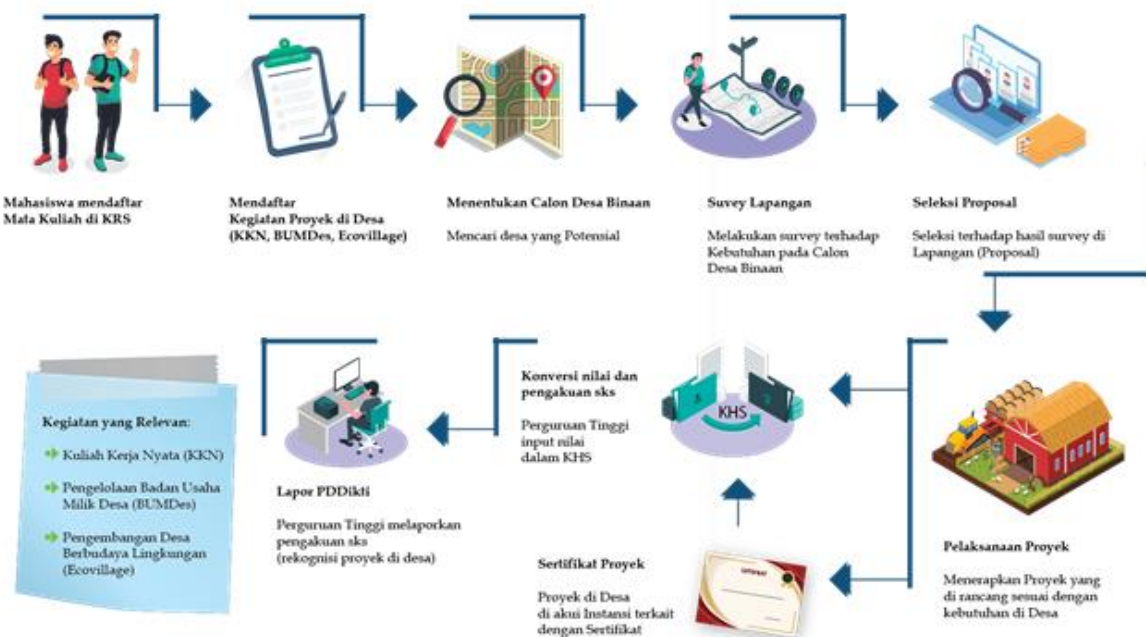 Mahasiswa mendaftar
Mata Kuliah di KRS
Mendaftar
Kegiatan Proyek di Desa
(KKN, BUMDes, Ecovillage)
Menentukan Calon Desa Binaan
Mencari desa yang Potensial
Suvey Lapangan
Melakukan survey terhadap
Kebutuhan pada Calon
Desa Binaan
Seleksi Proposal
Seleksi terhadap hasil survey di
Lapangan (Proposal)
Pelaksanaan Proyek
Menerapkan Proyek yang
di rancang sesuai dengan
kebutuhan di Desa
Sertifikat Proyek
Proyek di Desa
di akui Instansi terkait
dengan Sertifikat
KHS
Konversi nilai dan
pengakuan sks
Perguruan Tinggi
input nilai
dalam KHS
Lapor PDDikti
Perguruan Tinggi melaporkan
pengakuan sks
(rekognisi proyek di desa)
Kegiatan yang Relevan:
Kuliah Kerja Nyata (KKN)
Pengelolaan Badan Usaha
Milik Desa (BUMDes)
Pengembangan Desa
Berbudaya Lingkungan
(Ecovillage)